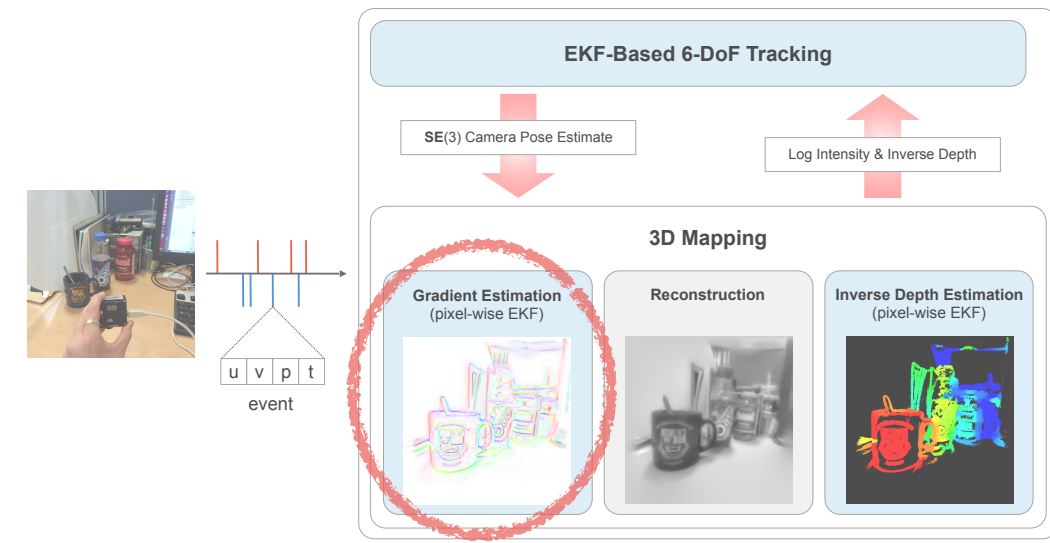 EKF-Based 6-DoF Tracking
SE(3) Camera Pose Estimate
Log Intensity & Inverse Depth
3D Mapping
Gradient Estimation
(pixel-wise EKF)
Reconstruction
Inverse Depth Estimation
(pixel-wise EKF)
u v p t
event